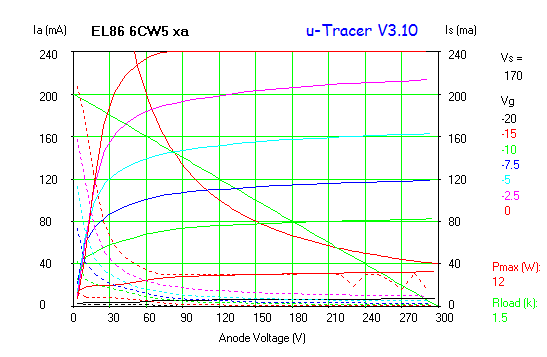 Ia (mA) EL86 6CW5 xa u-Tracer V3.10 Is (ma)
240 240
200 200
160 160
120 120
80 80
40 40
0 0
0 30 60 90 120 150 180 210 240 270 300
Anode Voltage (V)
Vs =
170
Vg
-20
-15
-10
-7.5
-5
-2.5
0
Pmax (W):
12
Rload (k):
1.5